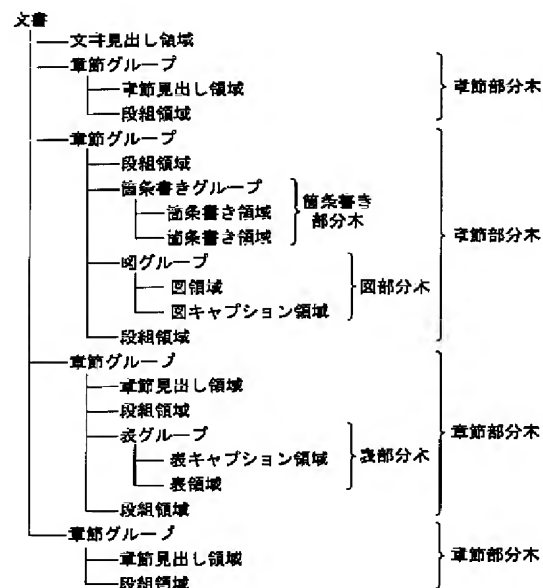 文書
文書見出し領域
章節グループ
章節見出し領域
段組領域
章節部分木
章節グループ
段組領域
箇条書きグループ
箇条書き領域
箇条書き領域
箇条書き
部分木
図グループ
図領域
図キャプション領域
図部分木
段組領域
章節部分木
章節グループ
章節見出し領域
段組領域
表グループ
表キャプション領域
表領域
表部分木
段組領域
章節部分木
章節グループ
章節見出し領域
段組領域
章節部分木